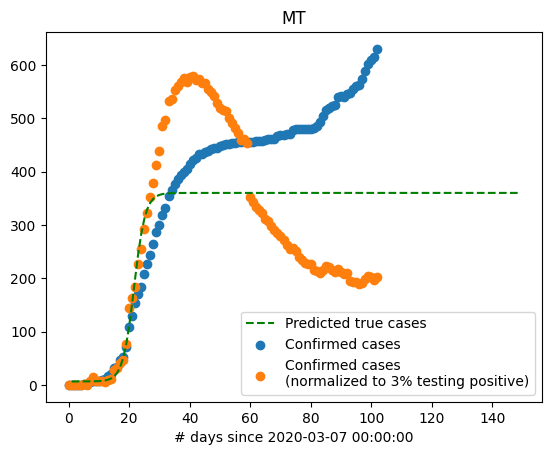 MT
600
500
400
300
200
100
0
Predicted true cases
Confirmed cases
Confirmed cases
(normalized to 3% testing positive)
0 20 40 60 80 100 120 140
# days since 2020-03-07 00:00:00